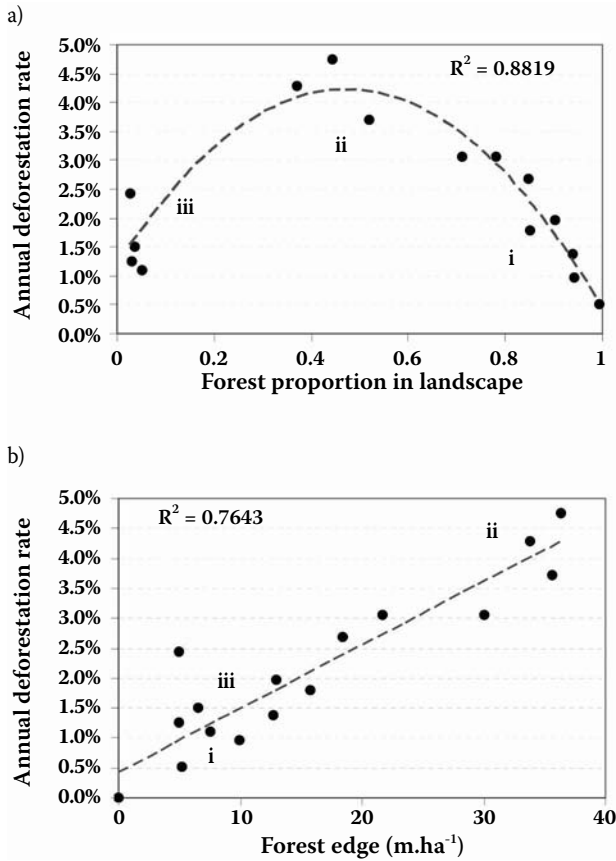 a)
Annual deforestation rate
5.0%
4.5%
4.0%
3.5%
3.0%
2.5%
2.0%
1.5%
1.0%
0.5%
0.0%
R² = 0.8819
ii
iii
i
0 0.2 0.4 0.6 0.8 1
Forest proportion in landscape
b)
Annual deforestation rate
5.0%
4.5%
4.0%
3.5%
3.0%
2.5%
2.0%
1.5%
1.0%
0.5%
0.0%
R² = 0.7643
ii
iii
i
0 10 20 30 40
Forest edge (m.ha⁻¹)